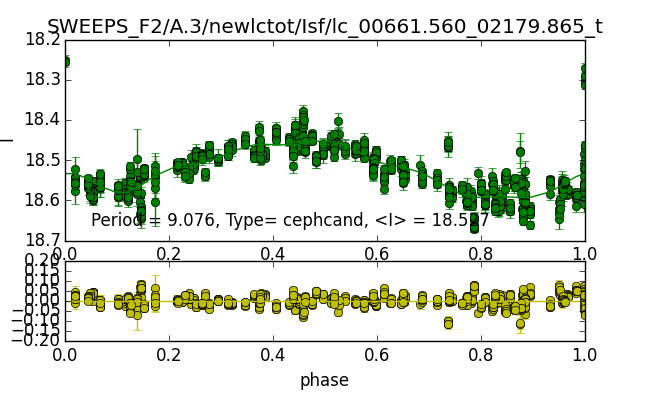 SWEEPS_F2/A.3/newlctot/Isf/lc_00661.560_02179.865_t
18.2
18.3
18.4
18.5
18.6
18.7
I
Period = 9.076, Type= cephcand, <I> = 18.527
0.0 0.2 0.4 0.6 0.8 1.0
0.20
0.15
0.10
0.05
0.00
−0.05
−0.10
−0.15
−0.20
0.0 0.2 0.4 0.6 0.8 1.0
phase